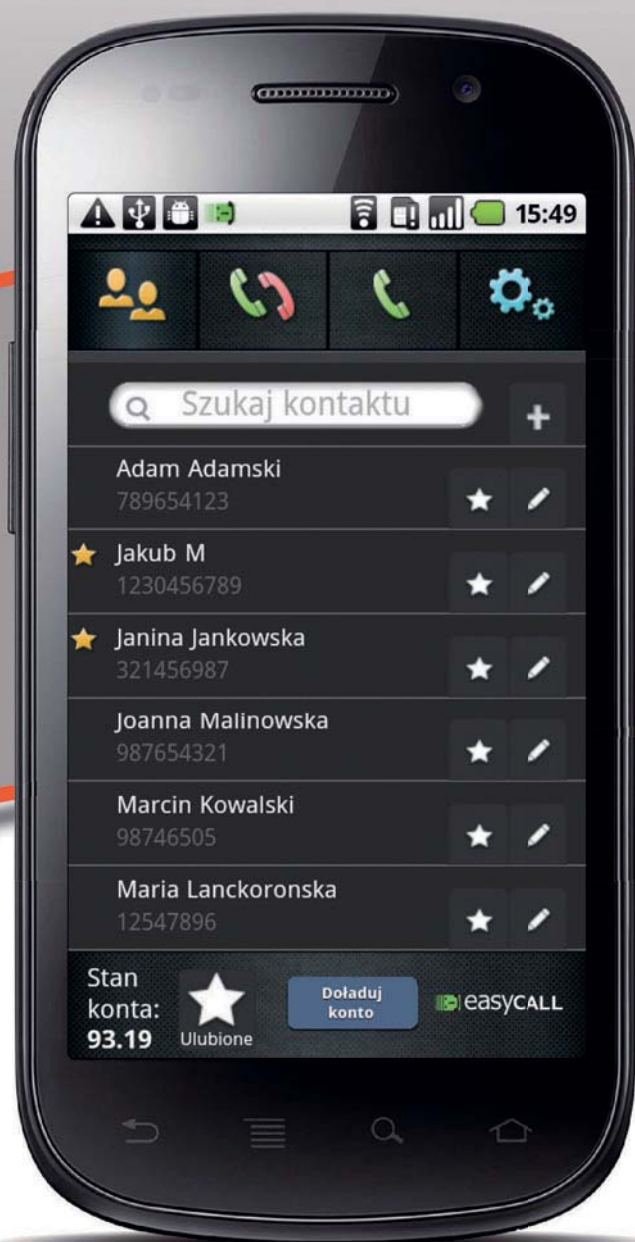 15:49
Szukaj kontaktu
Adam Adamski
789654123
Jakub M
1230456789
Janina Jankowska
321456987
Joanna Malinowska
987654321
Marcin Kowalski
98746505
Maria Lanckoronska
12547896
Stan
konta:
93.19
Ulubione
Doładuj
konto
easyCALL